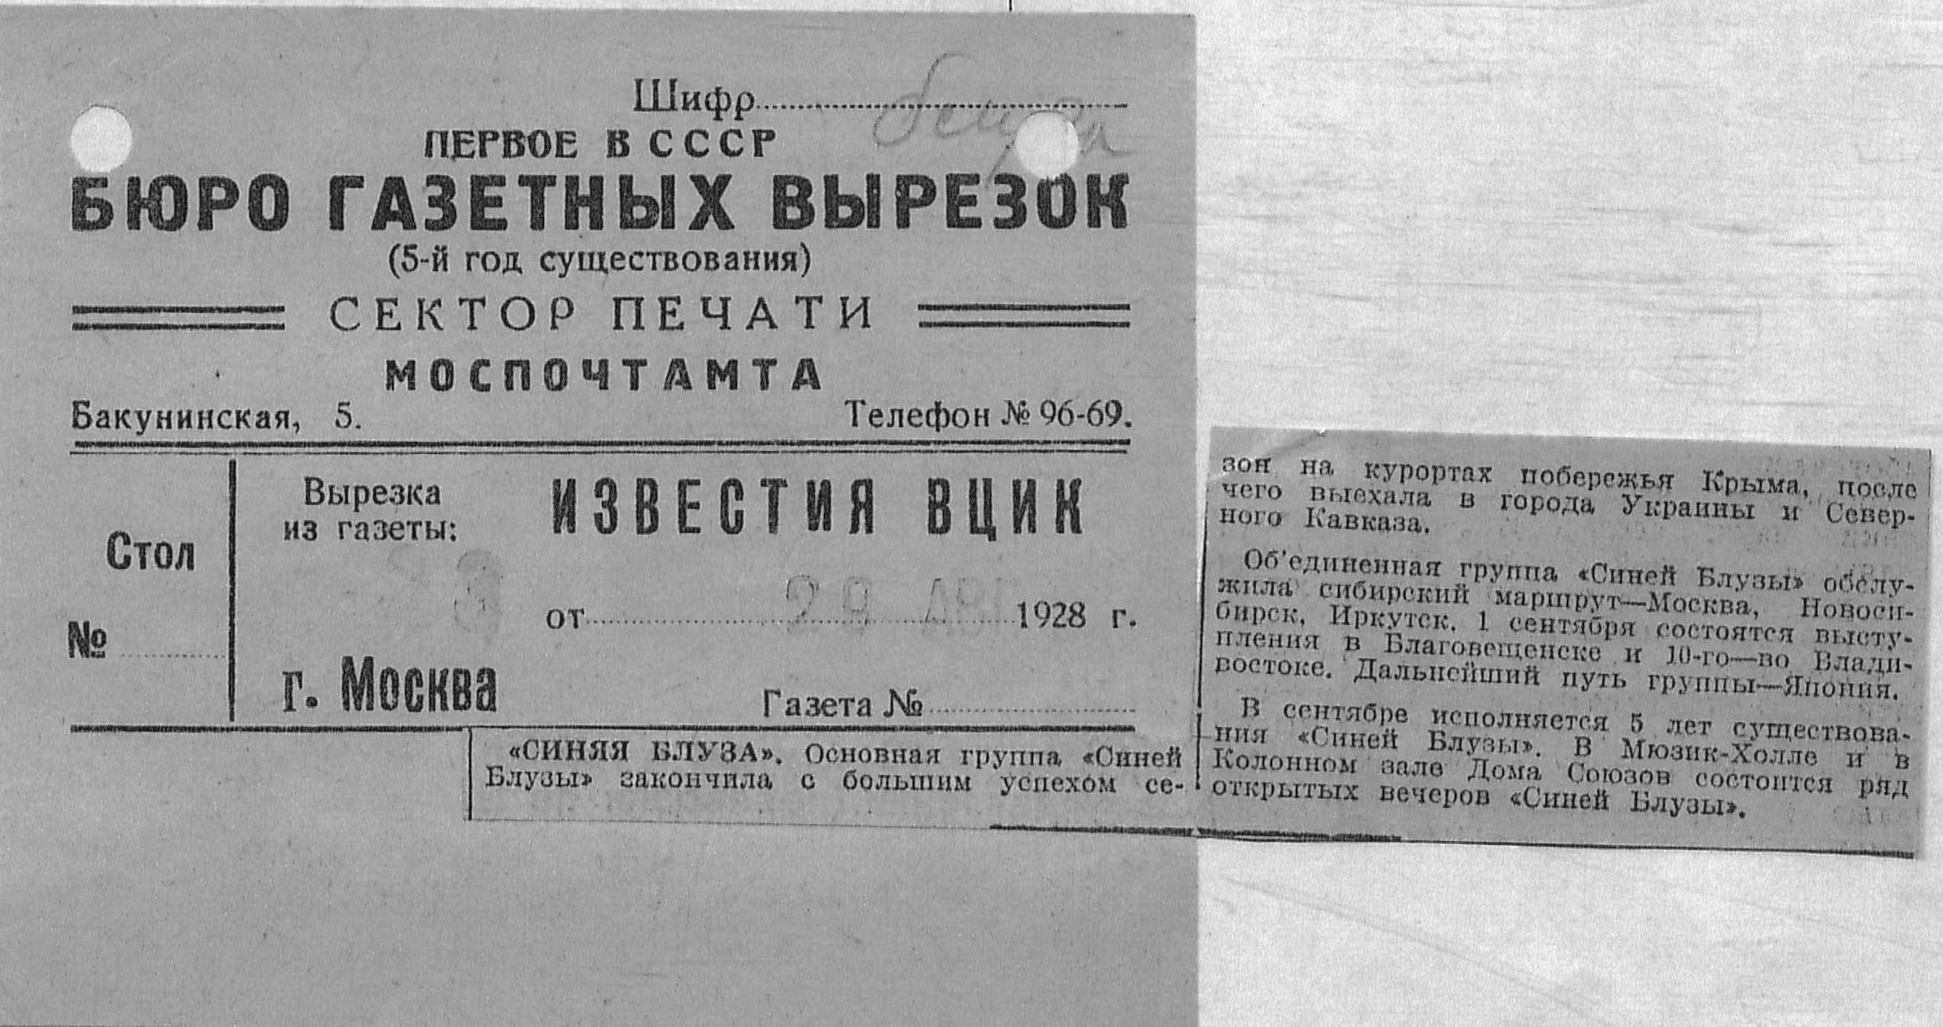 Шифр
ПЕРВОЕ В СССР
БЮРО ГАЗЕТНЫХ ВЫРЕЗОК
(5-й год существования)
СЕКТОР ПЕЧАТИ
МОСПОЧТАМТА
Бакунинская, 5. Телефон № 96-69.
Стол
№
Вырезка
из газеты:
ИЗВЕСТИЯ ВЦИК
от 29 АВГ 1928 г.
г. Москва Газета №
«СИНЯЯ БЛУЗА». Основная группа «Синей
Блузы» закончила с большим успехом се-
зон на курортах побережья Крыма, после
чего выехала в города Украины и Север-
ного Кавказа.
Об'единенная группа «Синей Блузы» обслу-
жила сибирский маршрут—Москва, Новоси-
бирск, Иркутск. 1 сентября состоятся высту-
пления в Благовещенске и 10-го—во Влади-
востоке. Дальнейший путь группы—Япония.
В сентябре исполняется 5 лет существова-
ния «Синей Блузы». В Мюзик-Холле и в
Колонном зале Дома Союзов состоится ряд
открытых вечеров «Синей Блузы».